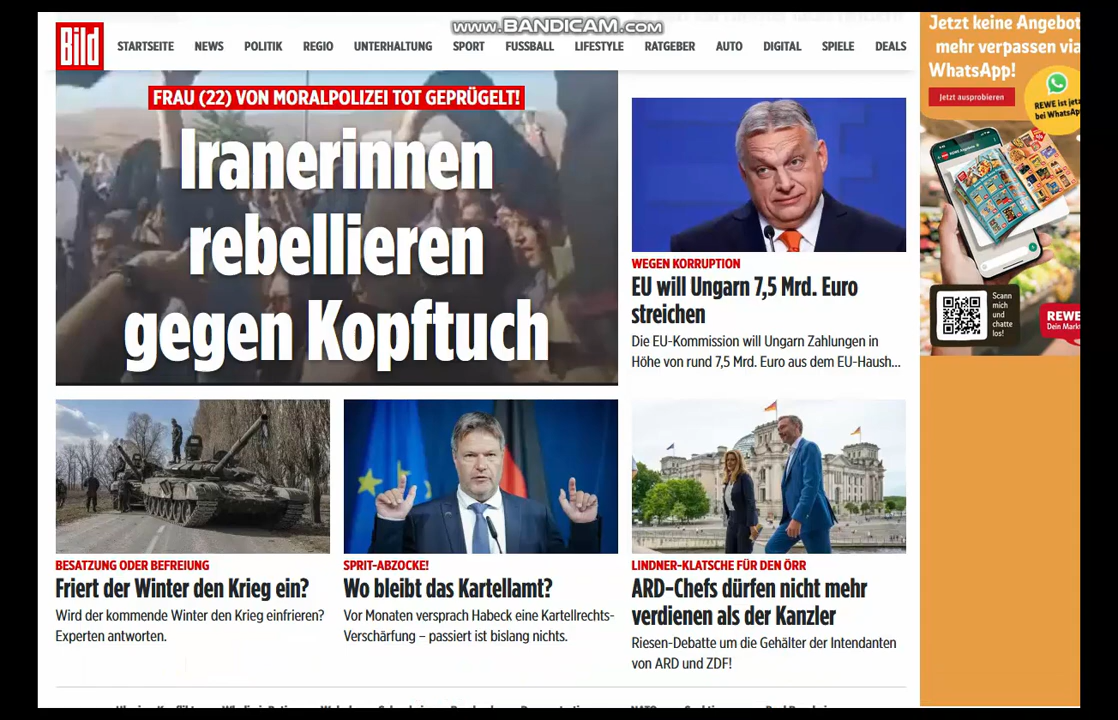 www.BANDICAM.com
Bild
STARTSEITE NEWS POLITIK REGIO UNTERHALTUNG SPORT FUSSBALL LIFESTYLE RATGEBER AUTO DIGITAL SPIELE DEALS
FRAU (22) VON MORALPOLIZEI TOT GEPRÜGELT!
Iranerinnen
rebellieren
gegen Kopftuch
WEGEN KORRUPTION
EU will Ungarn 7,5 Mrd. Euro
streichen
Die EU-Kommission will Ungarn Zahlungen in
Höhe von rund 7,5 Mrd. Euro aus dem EU-Haush...
BESATZUNG ODER BEFREIUNG
Friert der Winter den Krieg ein?
Wird der kommende Winter den Krieg einfrieren?
Experten antworten.
SPRIT-ABZOCKE!
Wo bleibt das Kartellamt?
Vor Monaten versprach Habeck eine Kartellrechts-
Verschärfung – passiert ist bislang nichts.
LINDNER-KLATSCHE FÜR DEN ÖRR
ARD-Chefs dürfen nicht mehr
verdienen als der Kanzler
Riesen-Debatte um die Gehälter der Intendanten
von ARD und ZDF!
Jetzt keine Angebot
mehr verpassen via
WhatsApp!
Jetzt ausprobieren
REWE ist jetz
bei WhatsAp
Scann
mich
und
chatte
los!
REWE
Dein Markt